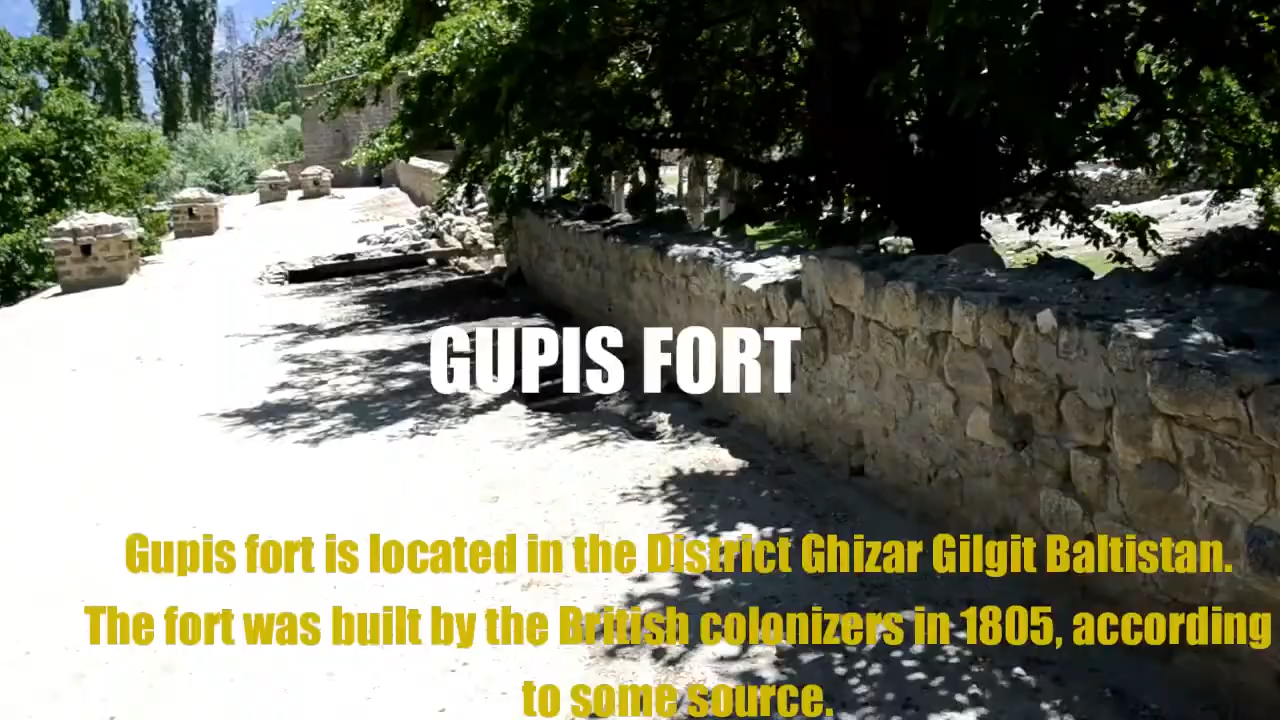 GUPIS FORT
Gupis fort is located in the District Ghizar Gilgit Baltistan.
The fort was built by the British colonizers in 1805, according
to some source.